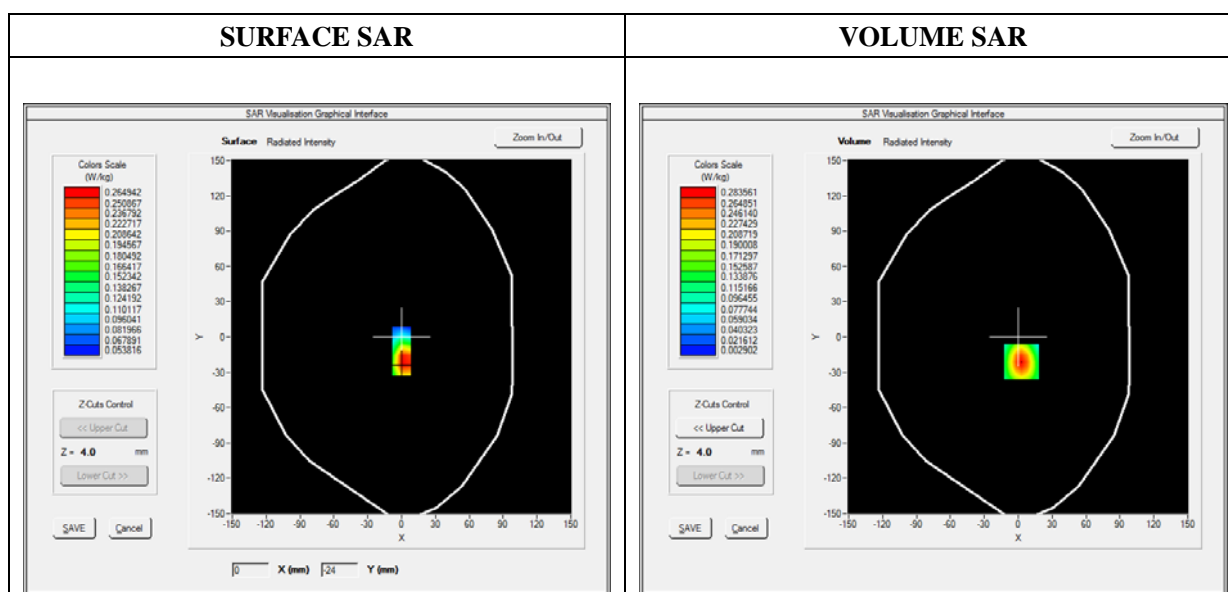 SURFACE SAR
VOLUME SAR
SAR Visualisation Graphical Interface
Surface Radiated Intensity
Zoom In/Out
Colors Scale
(W/kg)
0.264942
0.250867
0.236792
0.222717
0.208642
0.194567
0.180492
0.166417
0.152342
0.138267
0.124192
0.110117
0.096041
0.081966
0.067891
0.053816
Z-Cuts Control
<< Upper Cut
Z = 4.0 mm
Lower Cut >>
SAVE Cancel
150
120
90
60
30
Y 0
-30
-60
-90
-120
-150
-150 -120 -90 -60 -30 0 30 60 90 120 150
X
0 X (mm) -24 Y (mm)
SAR Visualisation Graphical Interface
Volume Radiated Intensity
Zoom In/Out
Colors Scale
(W/kg)
0.283561
0.264851
0.246140
0.227429
0.208719
0.190008
0.171297
0.152587
0.133876
0.115166
0.096455
0.077744
0.059034
0.040323
0.021612
0.002902
Z-Cuts Control
<< Upper Cut
Z = 4.0 mm
Lower Cut >>
SAVE Cancel
150
120
90
60
30
Y 0
-30
-60
-90
-120
-150
-150 -120 -90 -60 -30 0 30 60 90 120 150
X